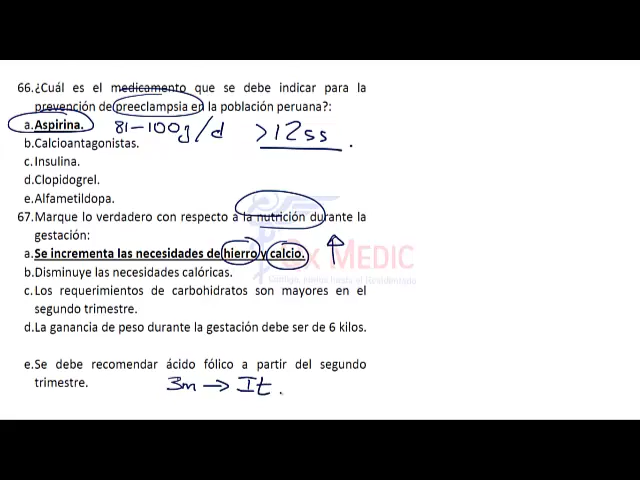 66.¿Cuál es el medicamento que se debe indicar para la
prevención de preeclampsia en la población peruana?:
a. Aspirina. 81-100g/d >12ss.
b. Calcioantagonistas.
c. Insulina.
d. Clopidogrel.
e. Alfametildopa.
67. Marque lo verdadero con respecto a la nutrición durante la
gestación:
a. Se incrementa las necesidades de hierro y calcio.
b. Disminuye las necesidades calóricas.
c. Los requerimientos de carbohidratos son mayores en el
segundo trimestre.
d. La ganancia de peso durante la gestación debe ser de 6 kilos.
e. Se debe recomendar ácido fólico a partir del segundo
trimestre. 3m → It.
MEDIC